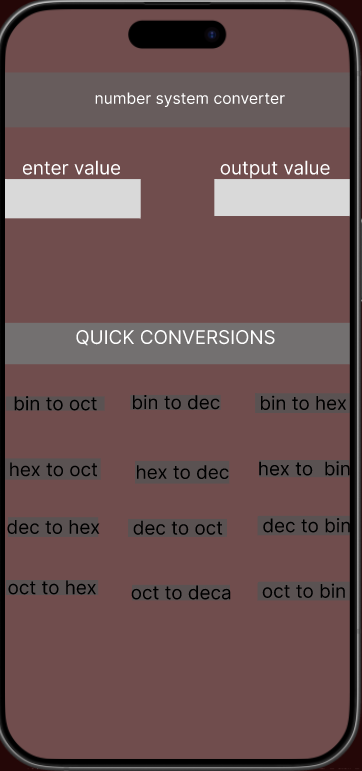 number system converter
enter value output value
QUICK CONVERSIONS
bin to oct bin to dec bin to hex
hex to oct hex to dec hex to bin
dec to hex dec to oct dec to bin
oct to hex oct to deca oct to bin